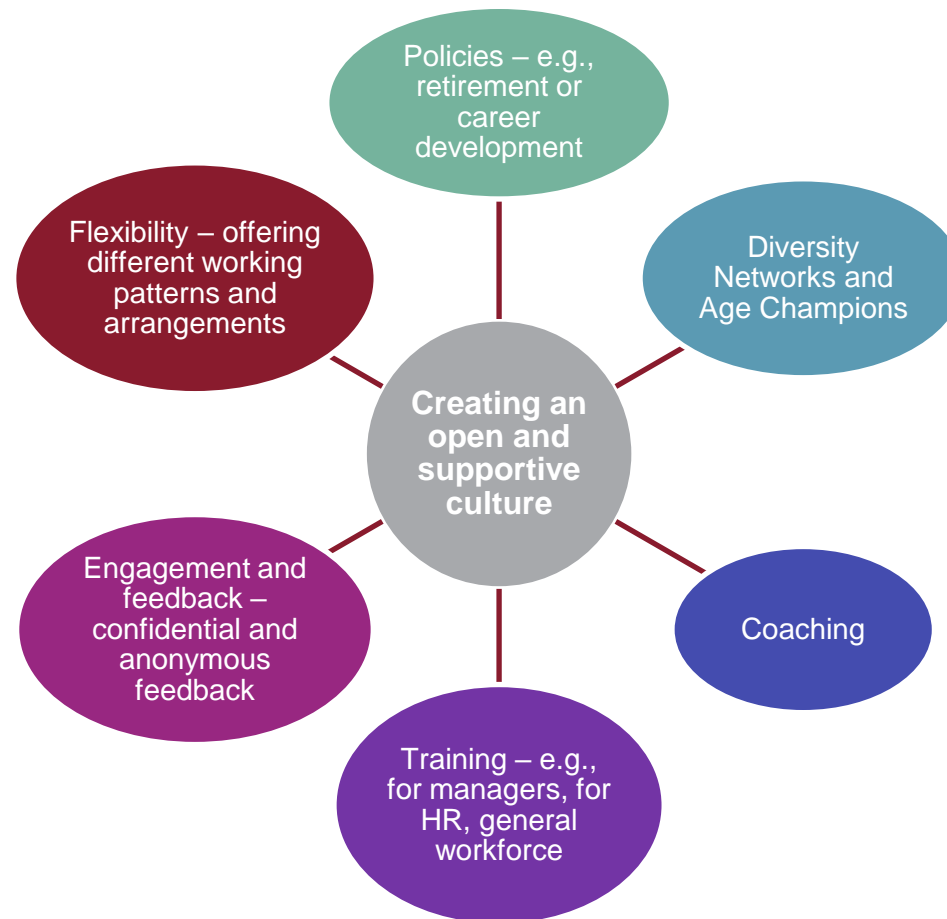 Policies – e.g.,
retirement or
career
development
Diversity
Networks and
Age Champions
Coaching
Training – e.g.,
for managers, for
HR, general
workforce
Engagement and
feedback –
confidential and
anonymous
feedback
Flexibility – offering
different working
patterns and
arrangements
Creating an
open and
supportive
culture